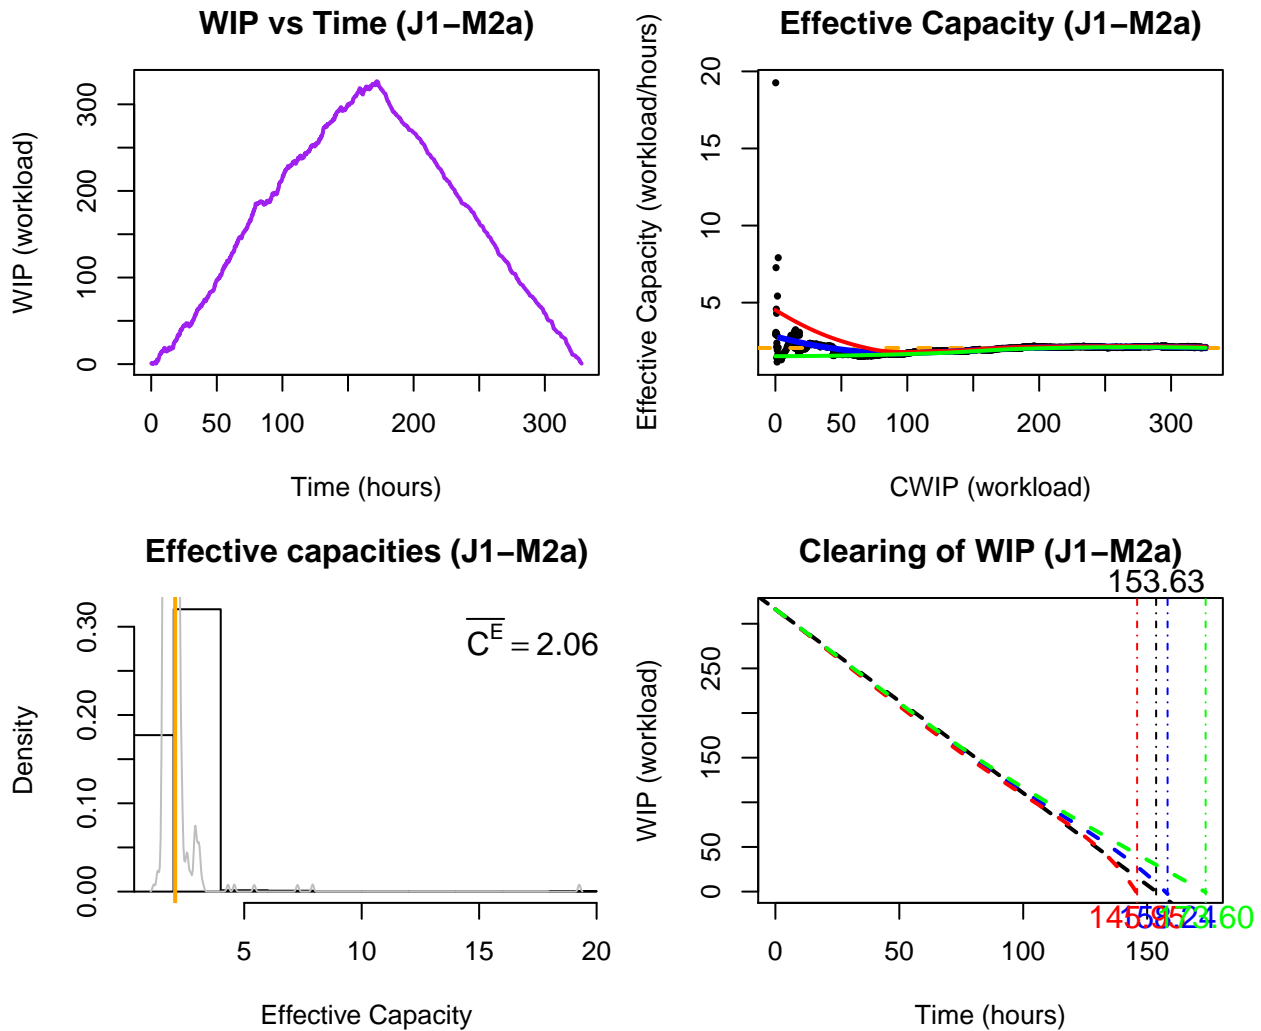 WIP vs Time (J1−M2a)
WIP (workload)
300
200
100
0
0 50 100 200 300
Time (hours)
Effective Capacity (J1−M2a)
Effective Capacity (workload/hours)
20
15
10
5
0 50 100 200 300
CWIP (workload)
Effective capacities (J1−M2a)
Density
0.30
0.20
0.10
0.00
C^E = 2.06
5 10 15 20
Effective Capacity
Clearing of WIP (J1−M2a)
153.63
WIP (workload)
250
150
50
0
0 50 100 150
173.60
Time (hours)